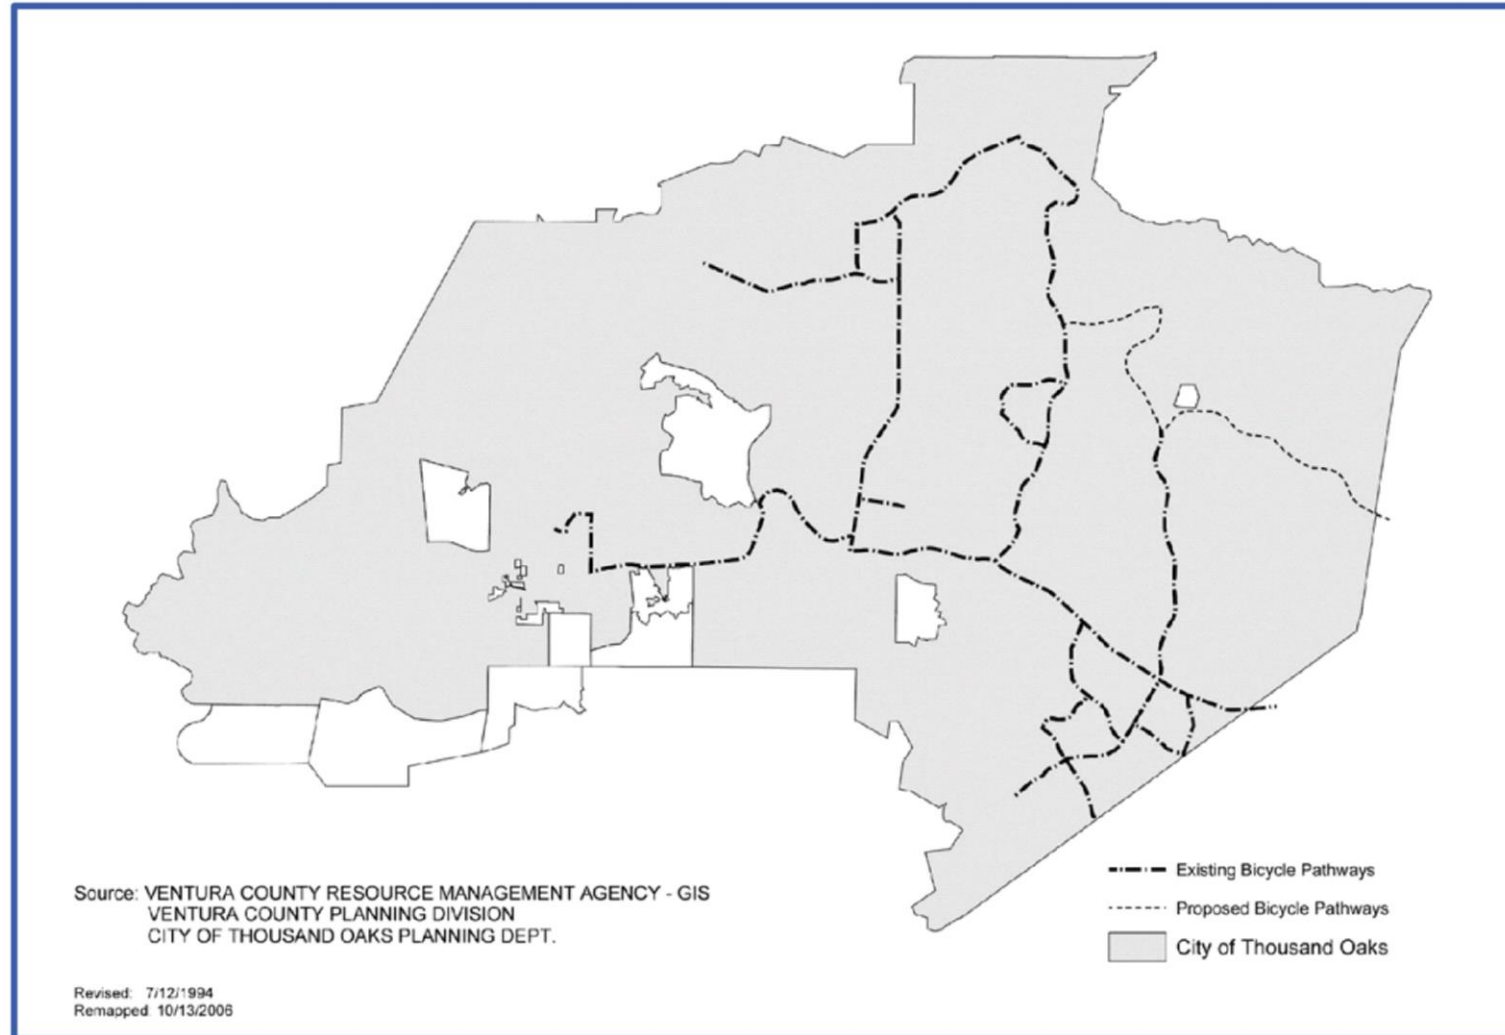 Existing Bicycle Pathways
Proposed Bicycle Pathways
City of Thousand Oaks
Source: VENTURA COUNTY RESOURCE MANAGEMENT AGENCY - GIS
VENTURA COUNTY PLANNING DIVISION
CITY OF THOUSAND OAKS PLANNING DEPT.
Revised: 7/12/1994
Remapped: 10/13/2006